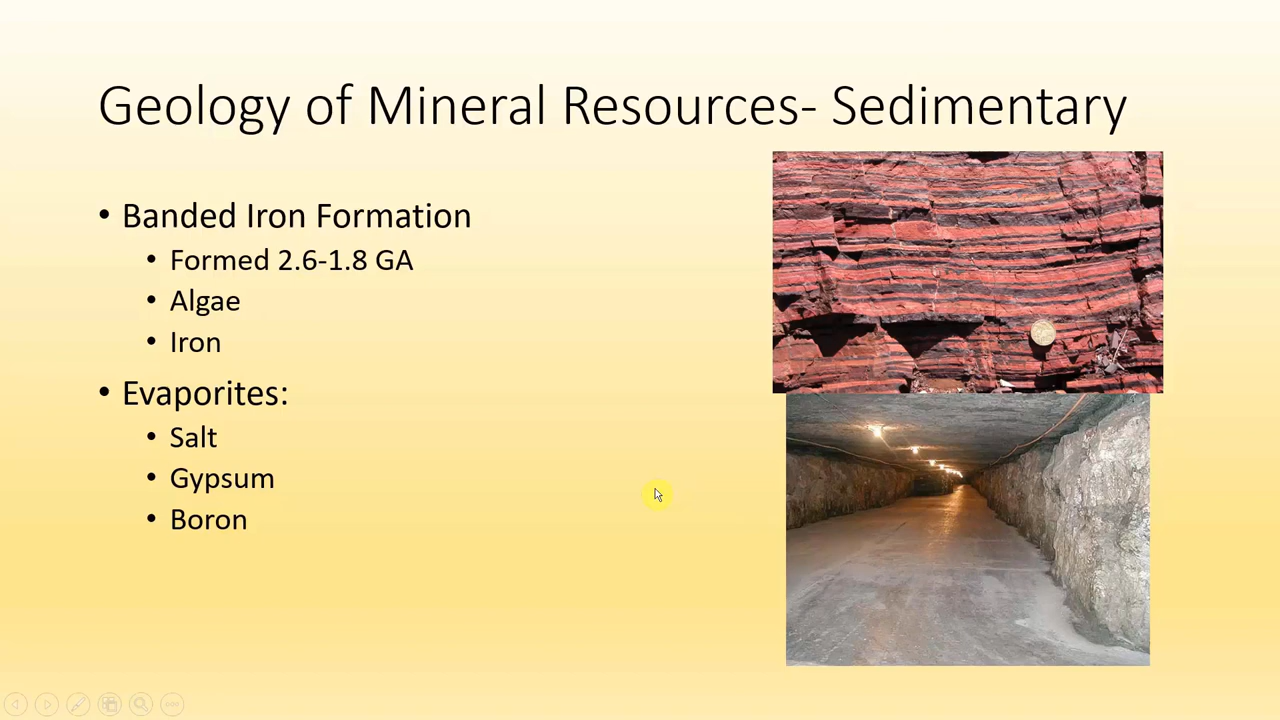 Geology of Mineral Resources- Sedimentary
• Banded Iron Formation
• Formed 2.6-1.8 GA
• Algae
• Iron
• Evaporites:
• Salt
• Gypsum
• Boron